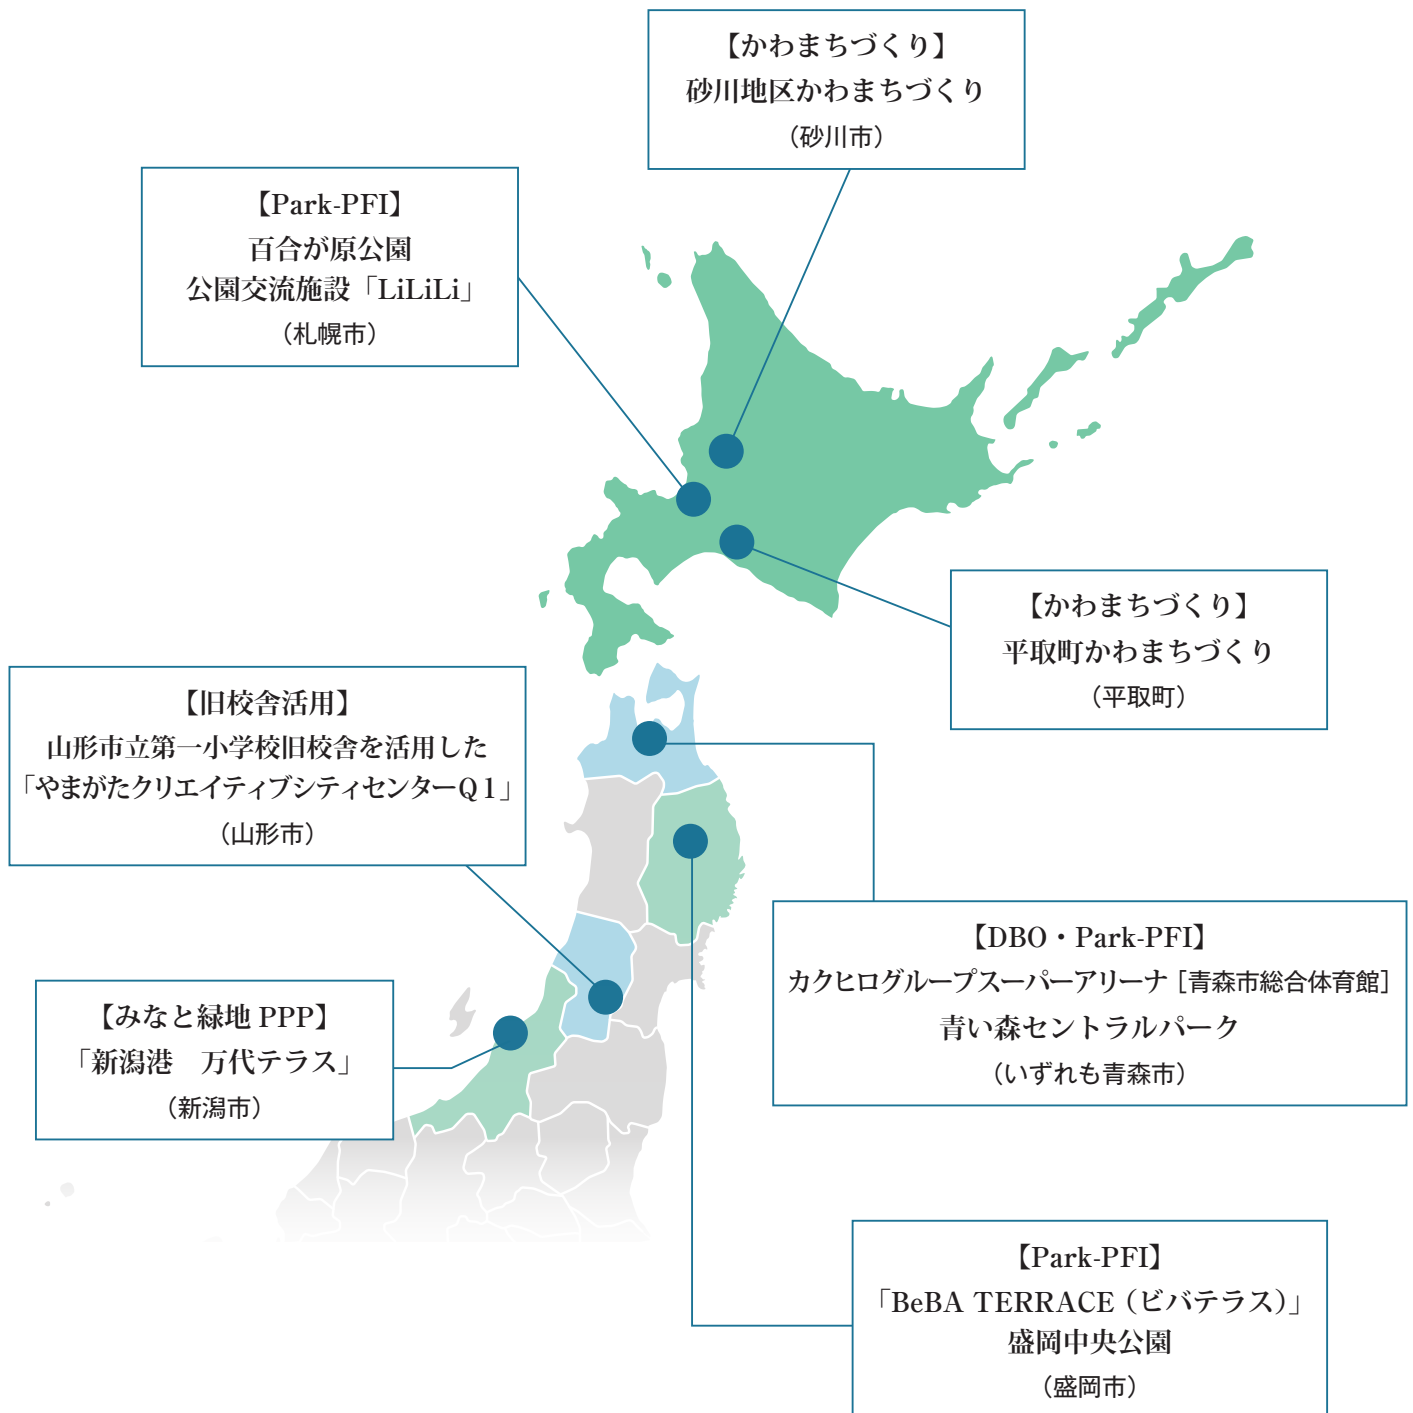 【かわまちづくり】
砂川地区かわまちづくり
（砂川市）
【Park-PFI】
百合が原公園
公園交流施設「LiLiLi」
（札幌市）
【かわまちづくり】
平取町かわまちづくり
（平取町）
【旧校舎活用】
山形市立第一小学校旧校舎を活用した
「やまがたクリエイティブシティセンターQ１」
（山形市）
【DBO・Park-PFI】
カクヒログループスーパーアリーナ［青森市総合体育館］
青い森セントラルパーク
（いずれも青森市）
【みなと緑地 PPP】
「新潟港　万代テラス」
（新潟市）
【Park-PFI】
「BeBA TERRACE（ビバテラス）」
盛岡中央公園
（盛岡市）